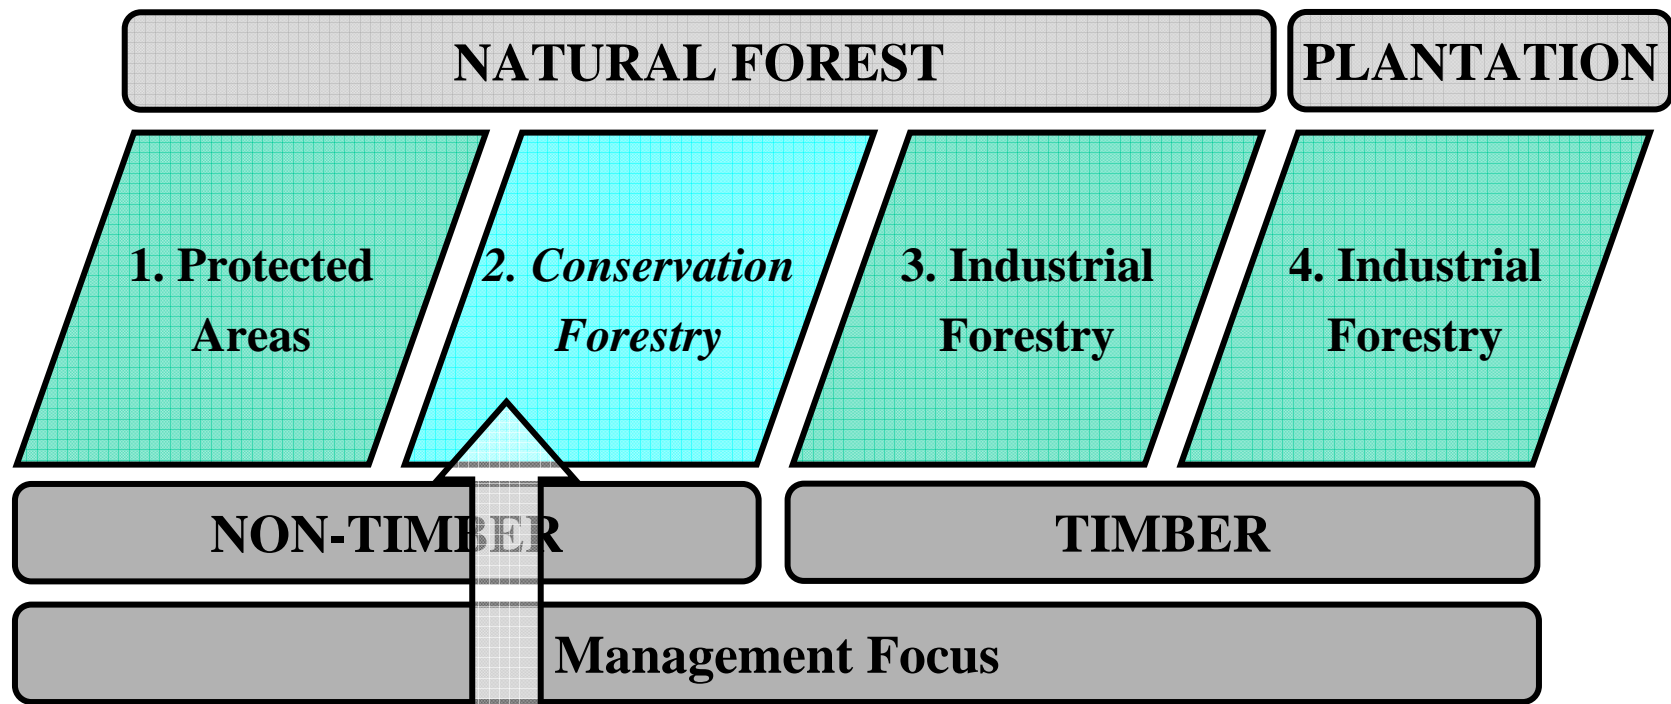 NATURAL FOREST
PLANTATION
1. Protected
Areas
2. Conservation
Forestry
3. Industrial
Forestry
4. Industrial
Forestry
NON-TIMBER
TIMBER
Management Focus